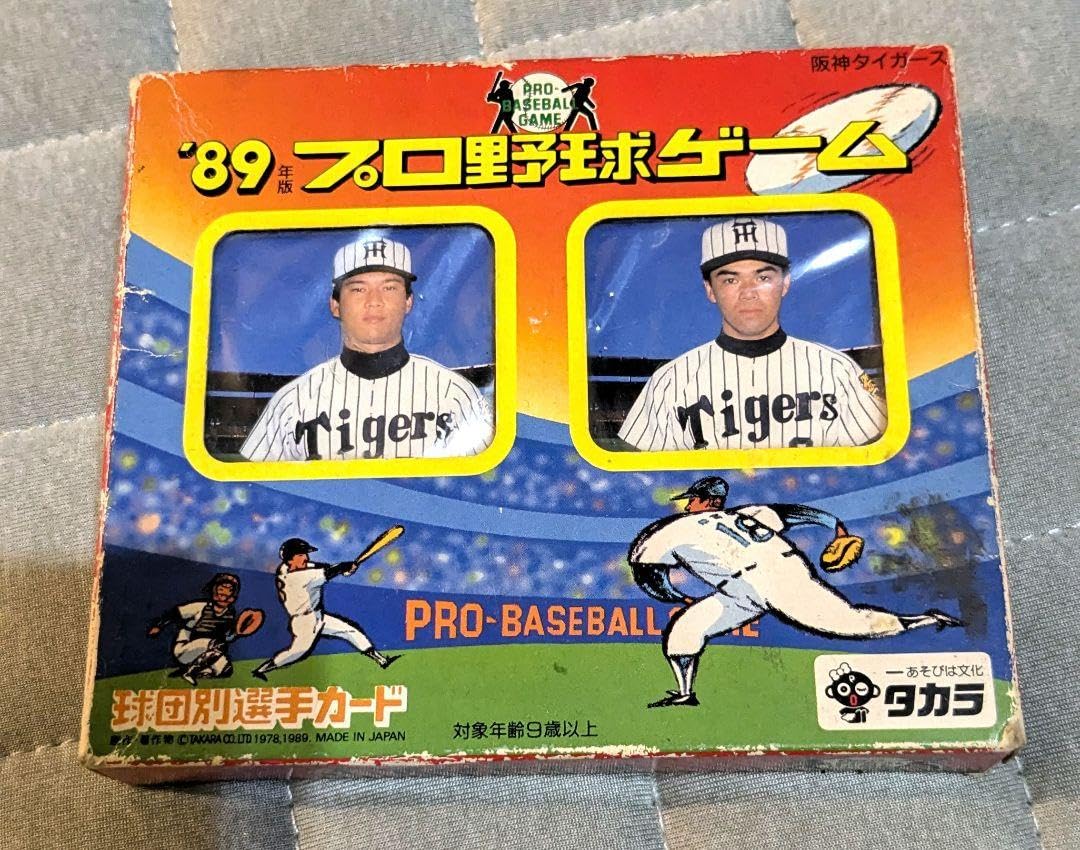 阪神タイガース
PRO-
BASEBALL
GAME
'89年版 プロ野球ゲーム
Tigers
Tigers
PRO-BASEBALL
球団別選手カード
著作 ©TAKARA CO.,LTD 1978,1989. MADE IN JAPAN
対象年齢9歳以上
あそびは文化
タカラ